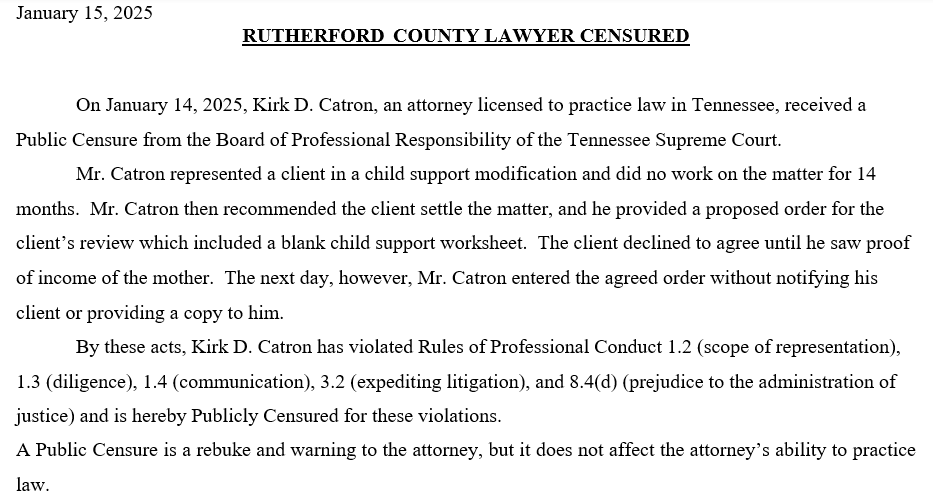 January 15, 2025
RUTHERFORD COUNTY LAWYER CENSURED
On January 14, 2025, Kirk D. Catron, an attorney licensed to practice law in Tennessee, received a
Public Censure from the Board of Professional Responsibility of the Tennessee Supreme Court.
Mr. Catron represented a client in a child support modification and did no work on the matter for 14
months.  Mr. Catron then recommended the client settle the matter, and he provided a proposed order for the
client’s review which included a blank child support worksheet.  The client declined to agree until he saw proof
of income of the mother.  The next day, however, Mr. Catron entered the agreed order without notifying his
client or providing a copy to him.
By these acts, Kirk D. Catron has violated Rules of Professional Conduct 1.2 (scope of representation),
1.3 (diligence), 1.4 (communication), 3.2 (expediting litigation), and 8.4(d) (prejudice to the administration of
justice) and is hereby Publicly Censured for these violations.
A Public Censure is a rebuke and warning to the attorney, but it does not affect the attorney’s ability to practice
law.